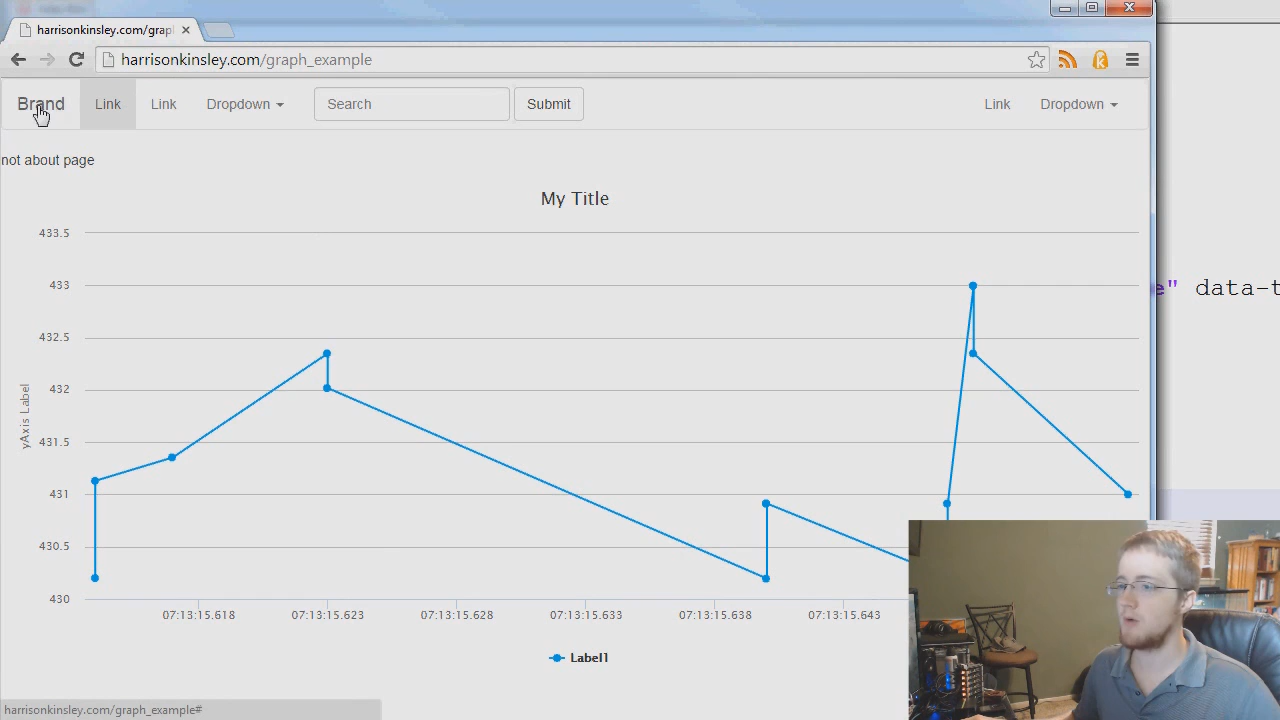 harrisonkinsley.com/grap
harrisonkinsley.com/graph_example
Brand Link Link Dropdown Search Submit Link Dropdown
not about page
My Title
433.5
433
432.5
432
431.5
431
430.5
430
yAxis Label
07:13:15.618 07:13:15.623 07:13:15.628 07:13:15.633 07:13:15.638 07:13:15.643
Label1
harrisonkinsley.com/graph_example#
e" data-t